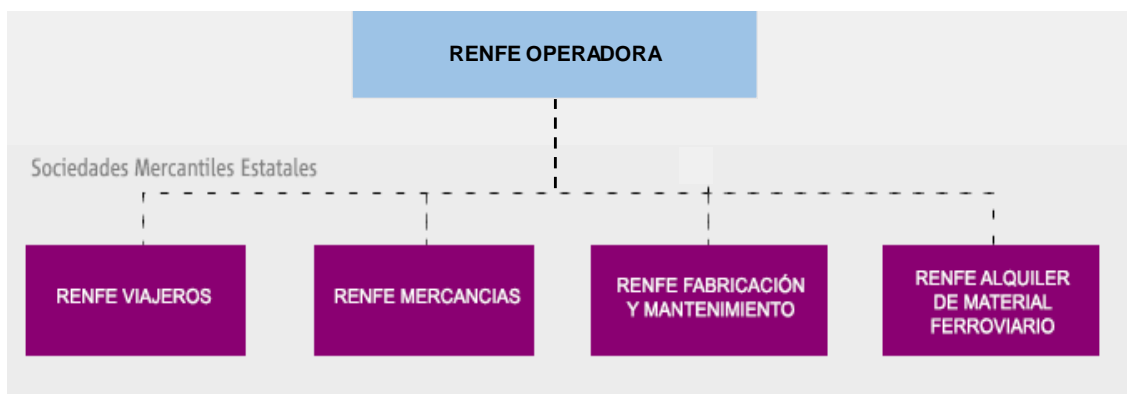 RENFE OPERADORA
Sociedades Mercantiles Estatales
RENFE VIAJEROS
RENFE MERCANCIAS
RENFE FABRICACIÓN
Y MANTENIMIENTO
RENFE ALQUILER
DE MATERIAL
FERROVIARIO